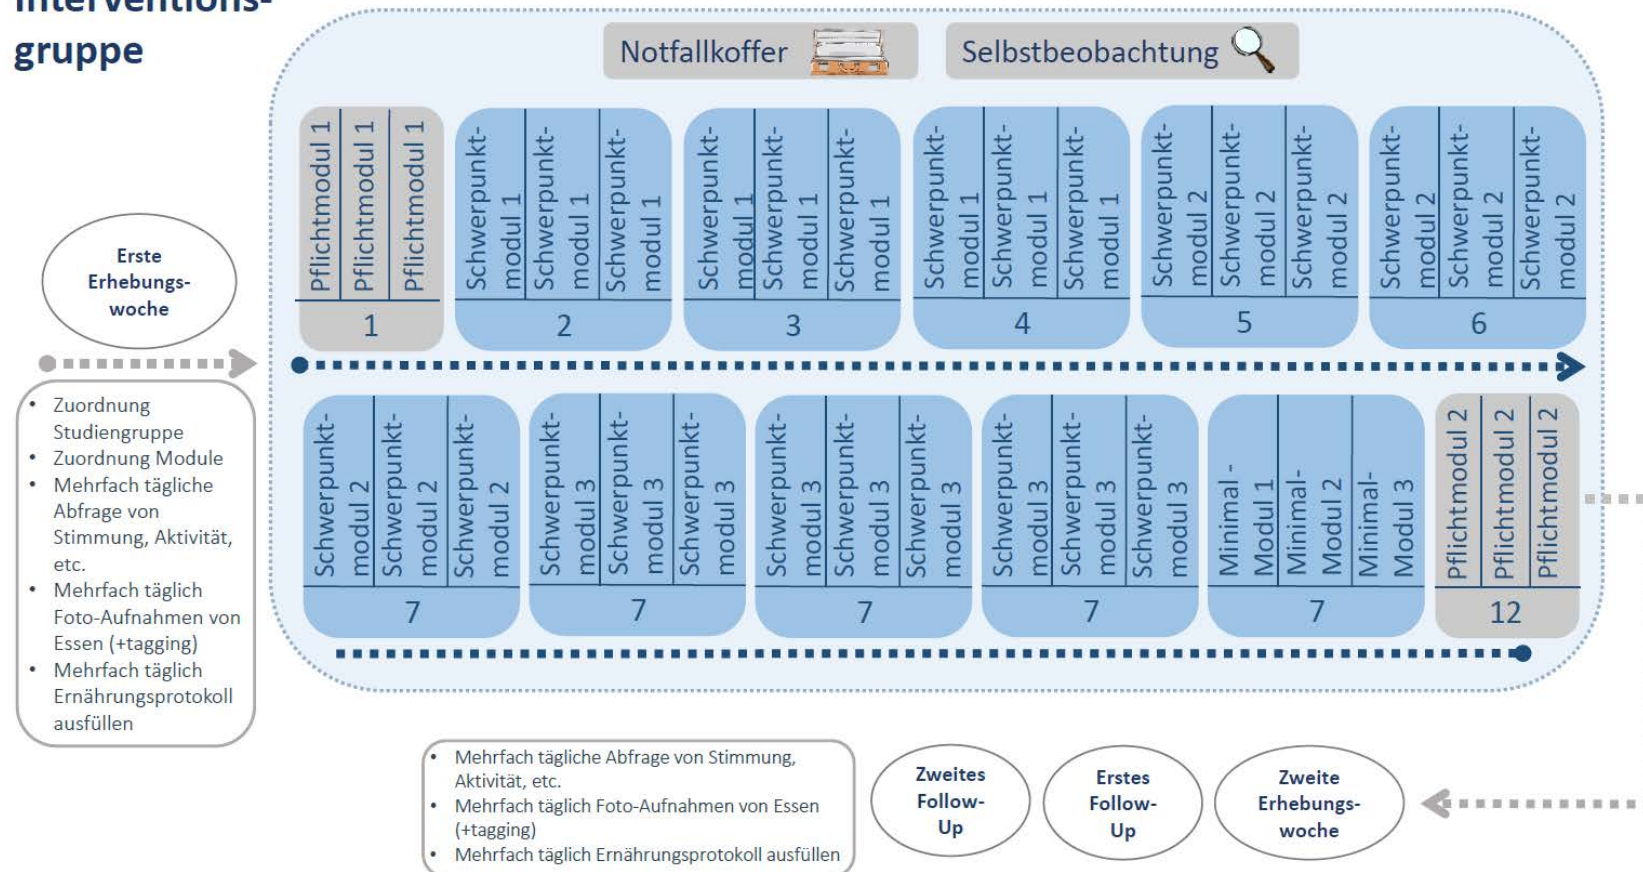 Interventions-
gruppe
Notfallkoffer
Selbstbeobachtung
Pflichtmodul 1
Pflichtmodul 1
Pflichtmodul 1
1
Schwerpunkt-
modul 1
Schwerpunkt-
modul 1
Schwerpunkt-
modul 1
2
Schwerpunkt-
modul 1
Schwerpunkt-
modul 1
Schwerpunkt-
modul 1
3
Schwerpunkt-
modul 1
Schwerpunkt-
modul 1
Schwerpunkt-
modul 1
4
Schwerpunkt-
modul 2
Schwerpunkt-
modul 2
Schwerpunkt-
modul 2
5
Schwerpunkt-
modul 2
Schwerpunkt-
modul 2
Schwerpunkt-
modul 2
6
Erste
Erhebungs-
woche
• Zuordnung
Studiengruppe
• Zuordnung Module
• Mehrfach tägliche
Abfrage von
Stimmung, Aktivität,
etc.
• Mehrfach täglich
Foto-Aufnahmen von
Essen (+tagging)
• Mehrfach täglich
Ernährungsprotokoll
ausfüllen
Schwerpunkt-
modul 2
Schwerpunkt-
modul 2
Schwerpunkt-
modul 2
7
Schwerpunkt-
modul 3
Schwerpunkt-
modul 3
Schwerpunkt-
modul 3
7
Schwerpunkt-
modul 3
Schwerpunkt-
modul 3
Schwerpunkt-
modul 3
7
Schwerpunkt-
modul 3
Schwerpunkt-
modul 3
Schwerpunkt-
modul 3
7
Minimal -
Modul 1
Minimal-
Modul 2
Minimal-
Modul 3
7
Pflichtmodul 2
Pflichtmodul 2
Pflichtmodul 2
12
• Mehrfach tägliche Abfrage von Stimmung,
Aktivität, etc.
• Mehrfach täglich Foto-Aufnahmen von Essen
(+tagging)
• Mehrfach täglich Ernährungsprotokoll ausfüllen
Zweites
Follow-
Up
Erstes
Follow-
Up
Zweite
Erhebungs-
woche